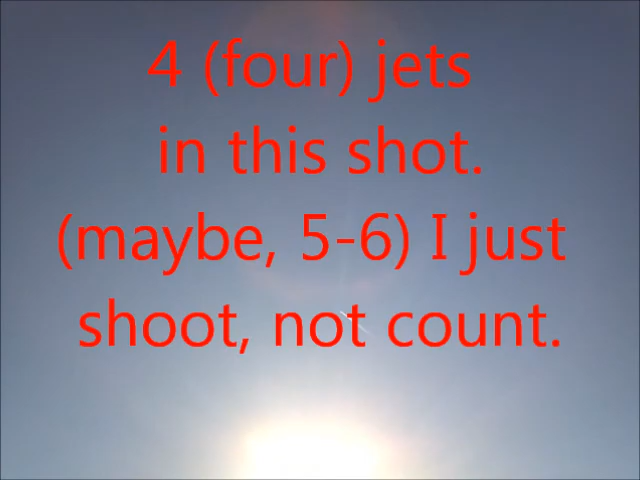 4 (four) jets
in this shot.
(maybe, 5-6) I just
shoot, not count.